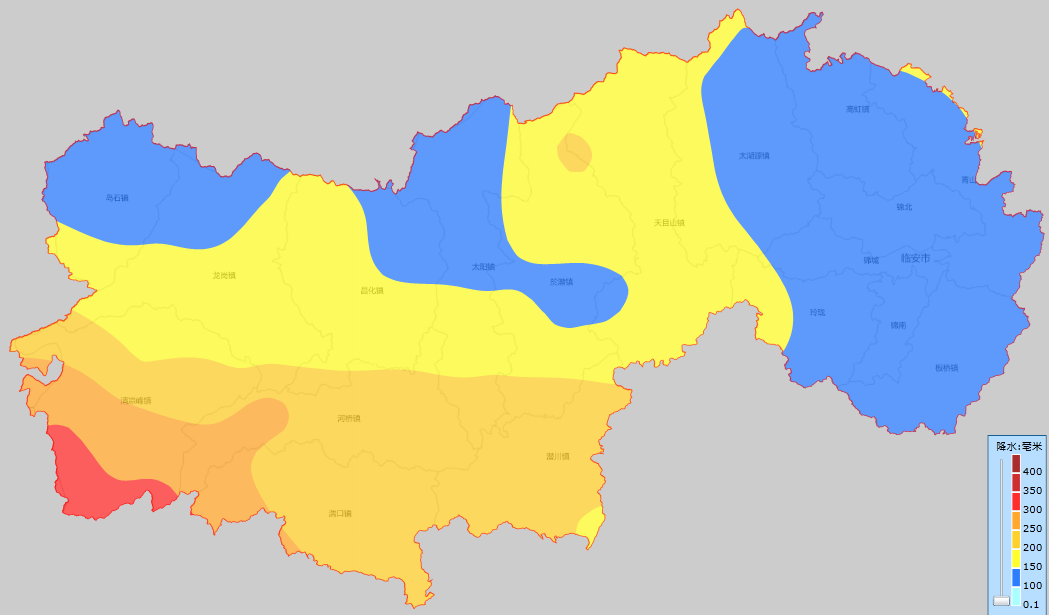 高虹镇
太湖源镇
青山
岛石镇
锦北
天目山镇
锦城
临安市
太阳镇
龙岗镇
於潜镇
昌化镇
玲珑
锦南
板桥镇
清凉峰镇
河桥镇
潜川镇
湍口镇
降水:毫米
400
350
300
250
200
150
100
0.1